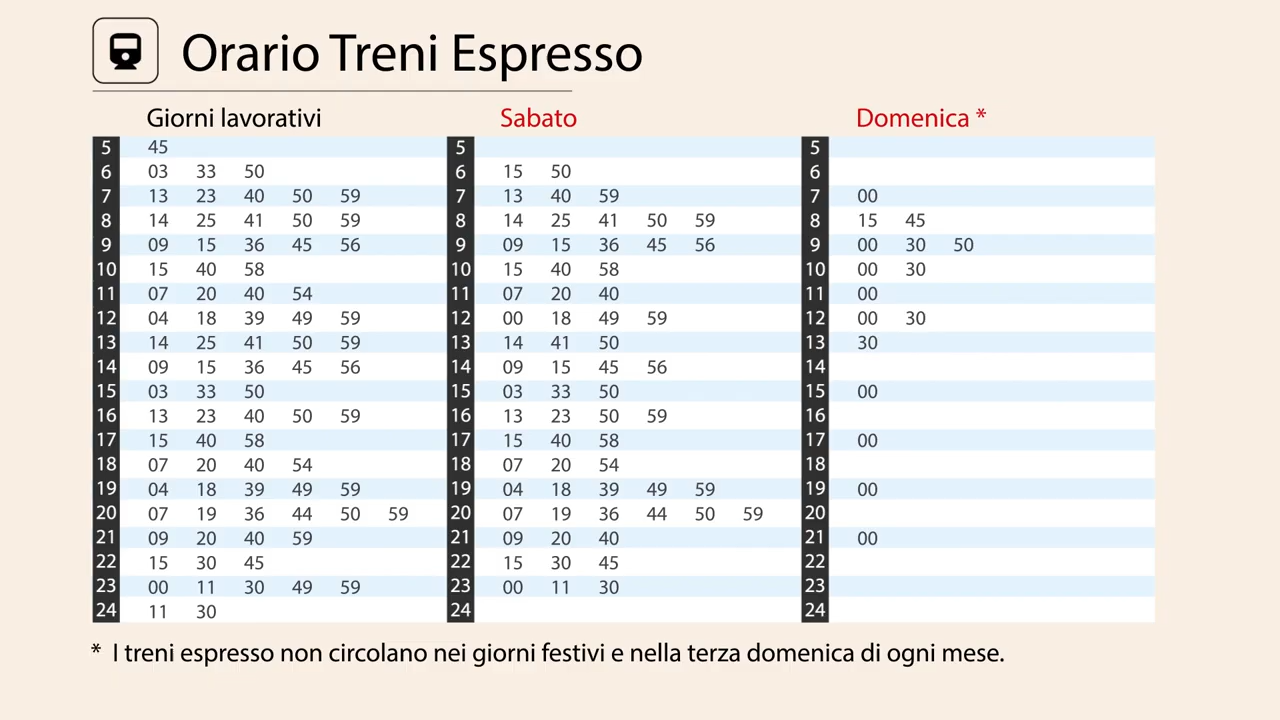 Orario Treni Espresso
Giorni lavorativi Sabato Domenica *
5 45 5 5
6 03 33 50 6 15 50 6
7 13 23 40 50 59 7 13 40 59 7 00
8 14 25 41 50 59 8 14 25 41 50 59 8 15 45
9 09 15 36 45 56 9 09 15 36 45 56 9 00 30 50
10 15 40 58 10 15 40 58 10 00 30
11 07 20 40 54 11 07 20 40 11 00
12 04 18 39 49 59 12 00 18 49 59 12 00 30
13 14 25 41 50 59 13 14 41 50 13 30
14 09 15 36 45 56 14 09 15 45 56 14
15 03 33 50 15 03 33 50 15 00
16 13 23 40 50 59 16 13 23 50 59 16
17 15 40 58 17 15 40 58 17 00
18 07 20 40 54 18 07 20 54 18
19 04 18 39 49 59 19 04 18 39 49 59 19 00
20 07 19 36 44 50 59 20 07 19 36 44 50 59 20
21 09 20 40 59 21 09 20 40 21 00
22 15 30 45 22 15 30 45 22
23 00 11 30 49 59 23 00 11 30 23
24 11 30 24 24
* I treni espresso non circolano nei giorni festivi e nella terza domenica di ogni mese.